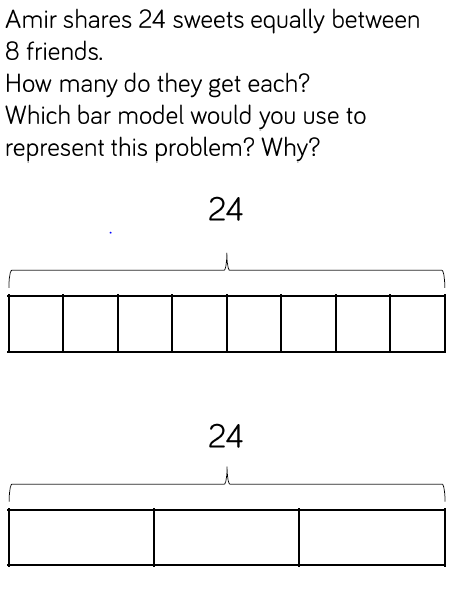 Amir shares 24 sweets equally between
8 friends.
How many do they get each?
Which bar model would you use to
represent this problem? Why?
24
24